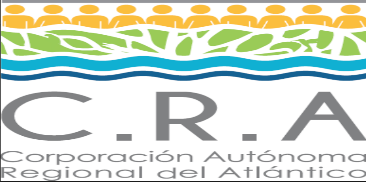 C.R.A
Corporación Autónoma
Regional del Atlántico